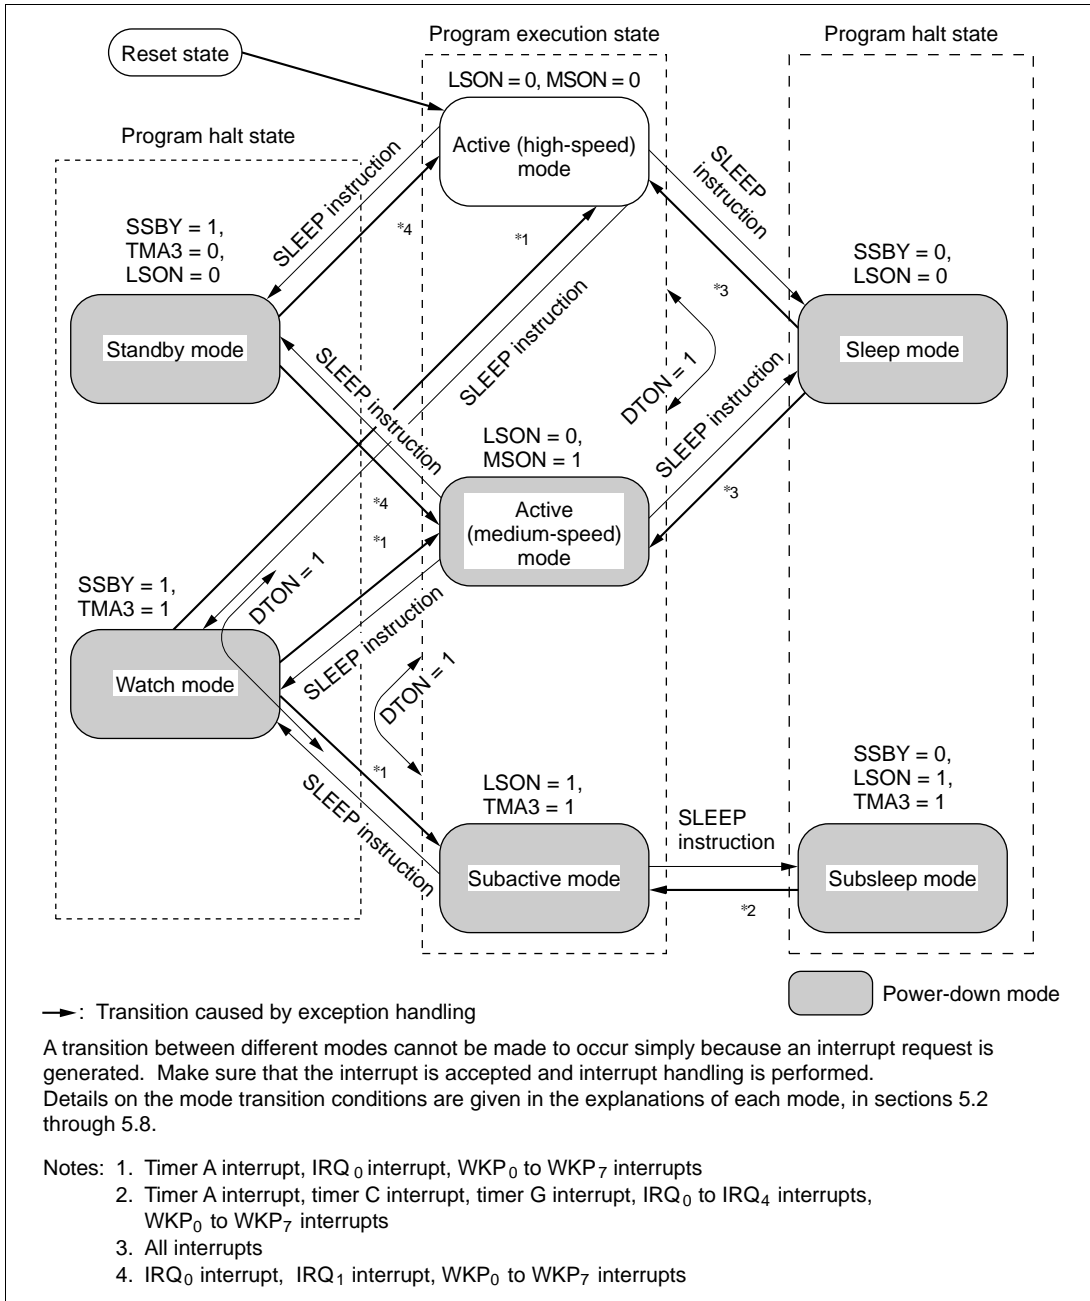 Reset state
Program execution state
Program halt state
LSON = 0, MSON = 0
Program halt state
Active (high-speed)
mode
SLEEP instruction
SLEEP
instruction
*4
*1
SSBY = 1,
TMA3 = 0,
LSON = 0
SSBY = 0,
LSON = 0
*3
Standby mode
Sleep mode
SLEEP instruction
SLEEP instruction
DTON = 1
SLEEP instruction
LSON = 0,
MSON = 1
*4
*3
Active
(medium-speed)
mode
*1
DTON = 1
SSBY = 1,
TMA3 = 1
SLEEP instruction
Watch mode
DTON = 1
*1
SLEEP instruction
LSON = 1,
TMA3 = 1
SSBY = 0,
LSON = 1,
TMA3 = 1
SLEEP
instruction
Subactive mode
Subsleep mode
*2
Power-down mode
: Transition caused by exception handling
A transition between different modes cannot be made to occur simply because an interrupt request is
generated. Make sure that the interrupt is accepted and interrupt handling is performed.
Details on the mode transition conditions are given in the explanations of each mode, in sections 5.2
through 5.8.
Notes: 1. Timer A interrupt, IRQ0 interrupt, WKP0 to WKP7 interrupts
2. Timer A interrupt, timer C interrupt, timer G interrupt, IRQ0 to IRQ4 interrupts,
WKP0 to WKP7 interrupts
3. All interrupts
4. IRQ0 interrupt, IRQ1 interrupt, WKP0 to WKP7 interrupts